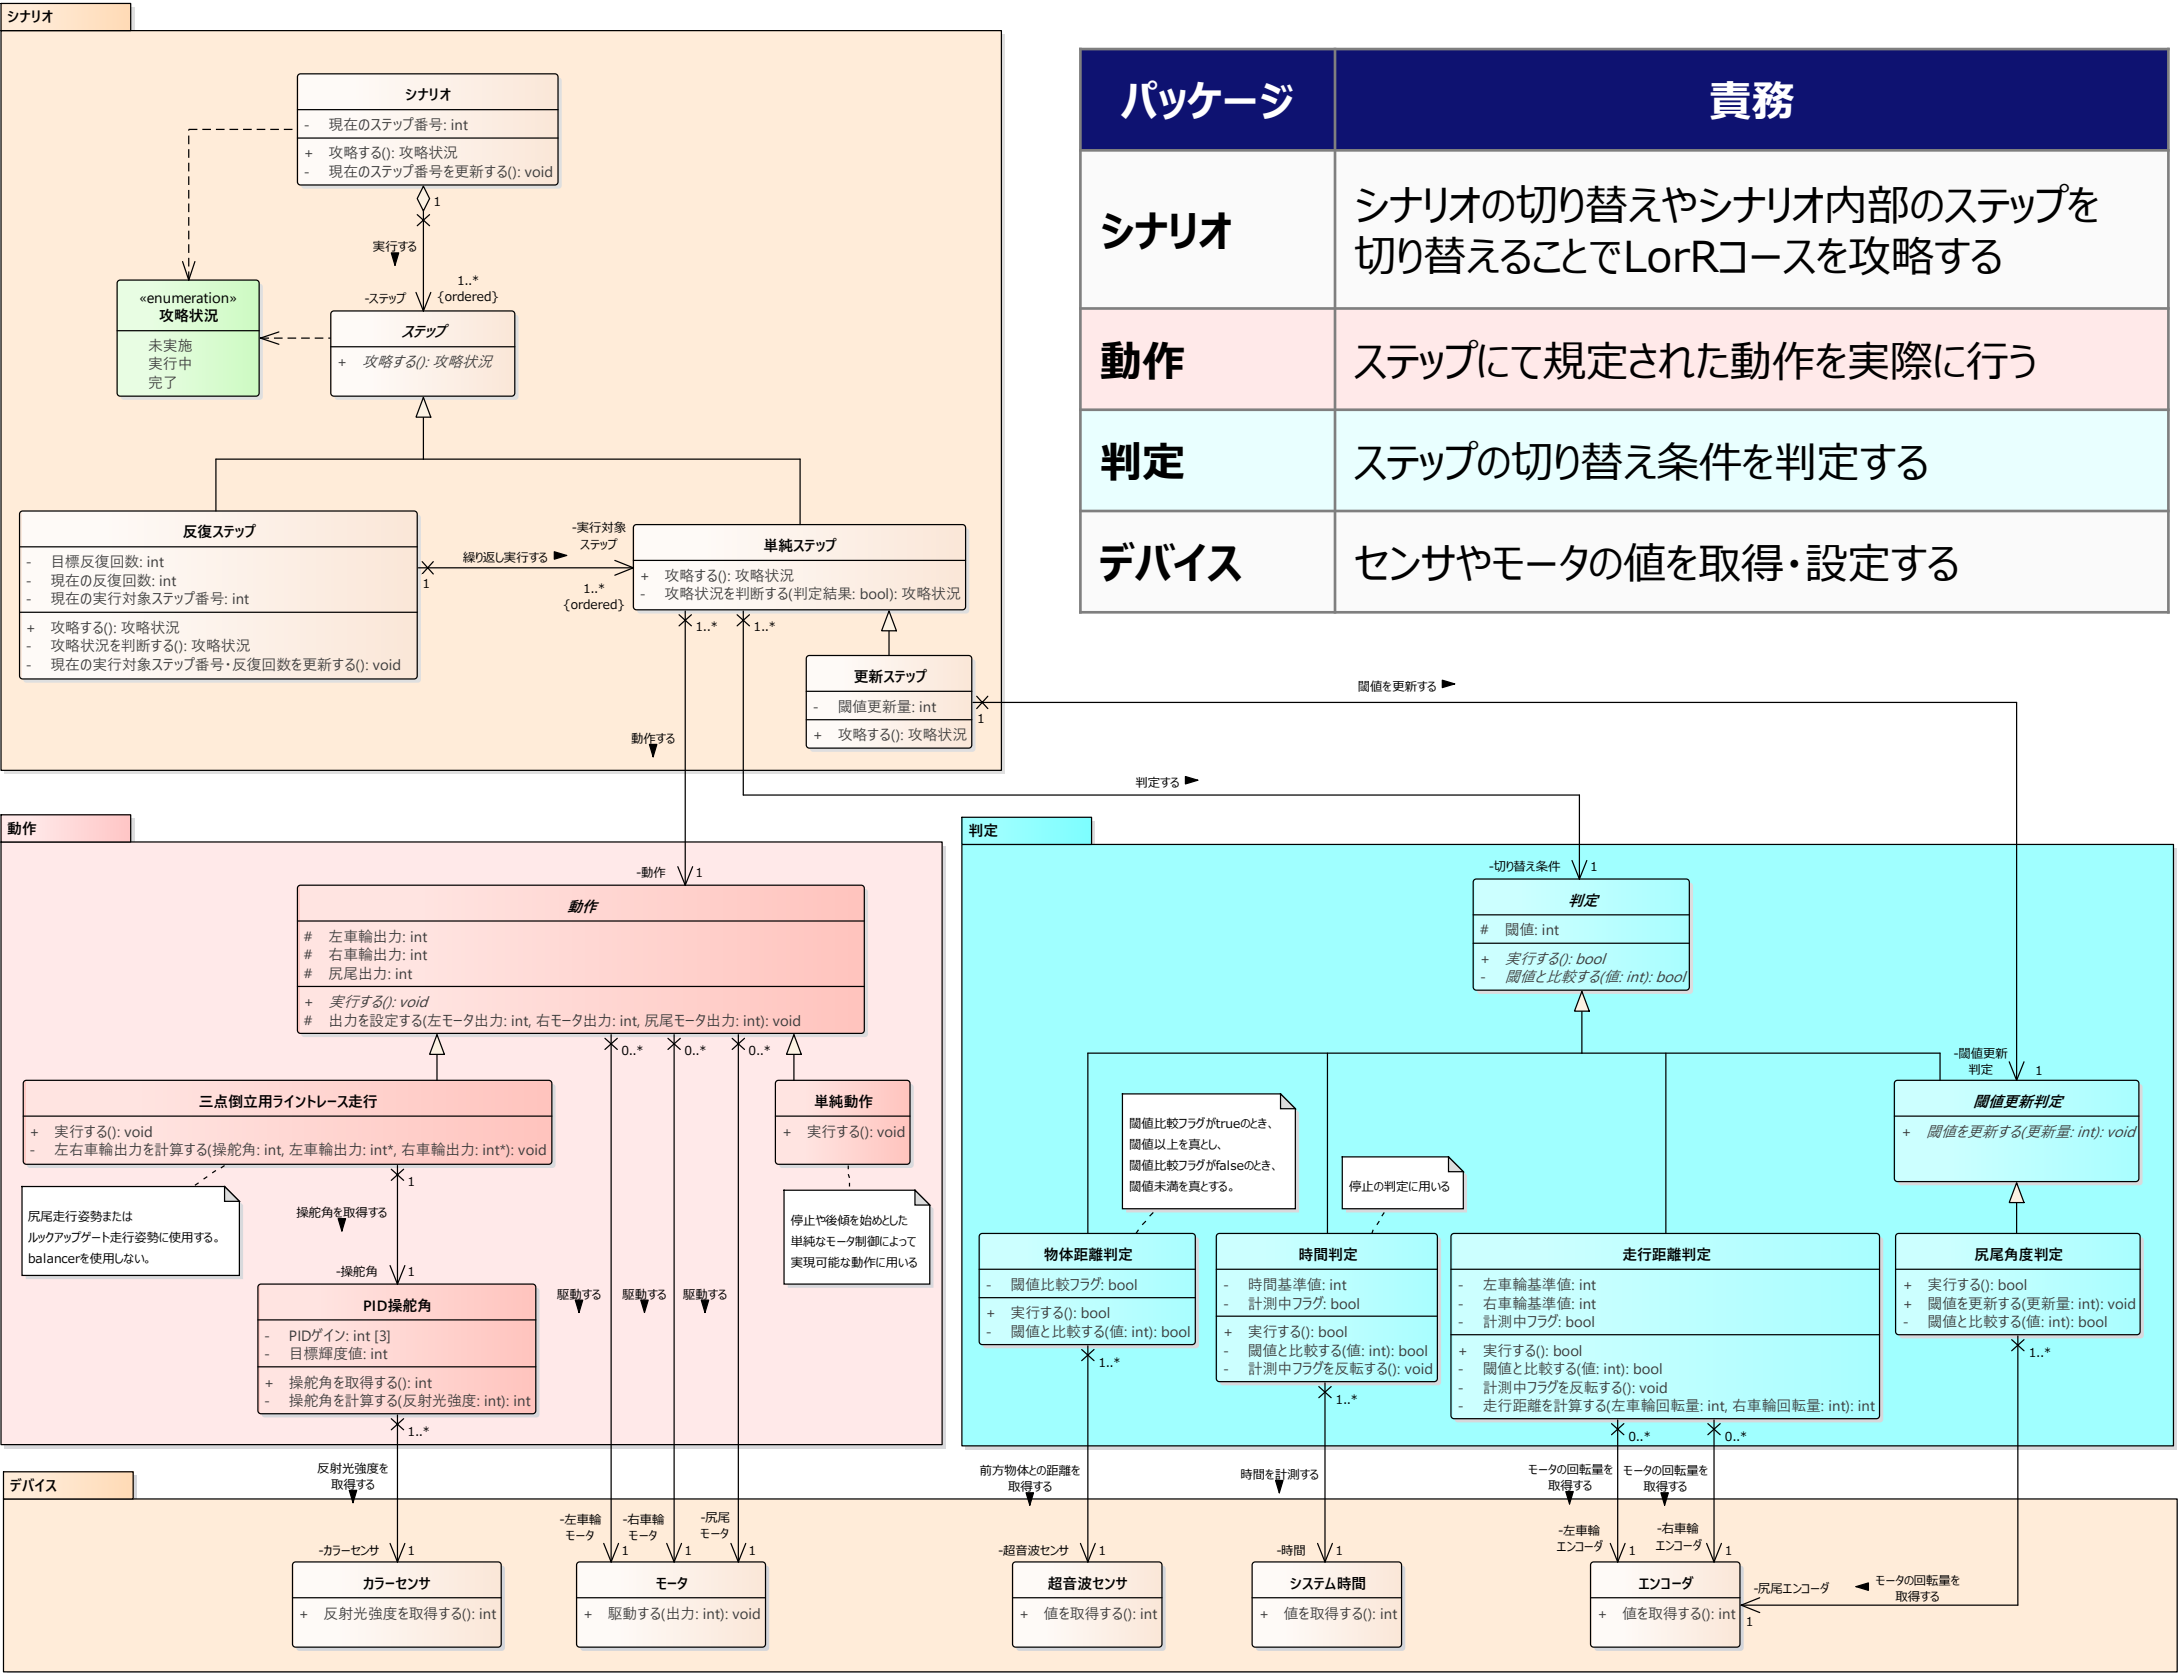 シナリオ
シナリオ
- 現在のステップ番号: int
+ 攻略する(): 攻略状況
- 現在のステップ番号を更新する(): void
1
実行する
1..*
-ステップ {ordered}
«enumeration»
攻略状況
未実施
実行中
完了
ステップ
+ 攻略する(): 攻略状況
反復ステップ
- 目標反復回数: int
- 現在の反復回数: int
- 現在の実行対象ステップ番号: int
+ 攻略する(): 攻略状況
- 攻略状況を判断する(): 攻略状況
- 現在の実行対象ステップ番号・反復回数を更新する(): void
1
繰り返し実行する
-実行対象
ステップ
1..*
{ordered}
単純ステップ
+ 攻略する(): 攻略状況
- 攻略状況を判断する(判定結果: bool): 攻略状況
1..*
1..*
更新ステップ
- 閾値更新量: int
+ 攻略する(): 攻略状況
1
動作する
閾値を更新する
判定する
パッケージ 責務
シナリオ シナリオの切り替えやシナリオ内部のステップを
切り替えることでLorRコースを攻略する
動作 ステップにて規定された動作を実際に行う
判定 ステップの切り替え条件を判定する
デバイス センサやモータの値を取得・設定する
動作
-動作 1
動作
# 左車輪出力: int
# 右車輪出力: int
# 尻尾出力: int
+ 実行する(): void
# 出力を設定する(左モータ出力: int, 右モータ出力: int, 尻尾モータ出力: int): void
0..* 0..* 0..*
三点倒立用ライントレース走行
+ 実行する(): void
- 左右車輪出力を計算する(操舵角: int, 左車輪出力: int*, 右車輪出力: int*): void
1
単純動作
+ 実行する(): void
尻尾走行姿勢または
ルックアップゲート走行姿勢に使用する。
balancerを使用しない。
停止や後傾を始めとした
単純なモータ制御によって
実現可能な動作に用いる
操舵角を取得する
-操舵角 1
PID操舵角
- PIDゲイン: int [3]
- 目標輝度値: int
+ 操舵角を取得する(): int
- 操舵角を計算する(反射光強度: int): int
1..*
駆動する 駆動する 駆動する
判定
-切り替え条件 1
判定
# 閾値: int
+ 実行する(): bool
- 閾値と比較する(値: int): bool
-閾値更新
判定
1
閾値更新判定
+ 閾値を更新する(更新量: int): void
閾値比較フラグがtrueのとき、
閾値以上を真とし、
閾値比較フラグがfalseのとき、
閾値未満を真とする。
停止の判定に用いる
物体距離判定
- 閾値比較フラグ: bool
+ 実行する(): bool
- 閾値と比較する(値: int): bool
1..*
時間判定
- 時間基準値: int
- 計測中フラグ: bool
+ 実行する(): bool
- 閾値と比較する(値: int): bool
- 計測中フラグを反転する(): void
1..*
走行距離判定
- 左車輪基準値: int
- 右車輪基準値: int
- 計測中フラグ: bool
+ 実行する(): bool
- 閾値と比較する(値: int): bool
- 計測中フラグを反転する(): void
- 走行距離を計算する(左車輪回転量: int, 右車輪回転量: int): int
0..* 0..*
尻尾角度判定
+ 実行する(): bool
+ 閾値を更新する(更新量: int): void
- 閾値と比較する(値: int): bool
1..*
デバイス
反射光強度を
取得する
前方物体との距離を
取得する
時間を計測する
モータの回転量を
取得する
モータの回転量を
取得する
-カラーセンサ 1
-左車輪
モータ
1
-右車輪
モータ
1
-尻尾
モータ
1
-超音波センサ 1
-時間 1
-左車輪
エンコーダ
1
-右車輪
エンコーダ
1
カラーセンサ
+ 反射光強度を取得する(): int
モータ
+ 駆動する(出力: int): void
超音波センサ
+ 値を取得する(): int
システム時間
+ 値を取得する(): int
エンコーダ
+ 値を取得する(): int
-尻尾エンコーダ
1
モータの回転量を
取得する